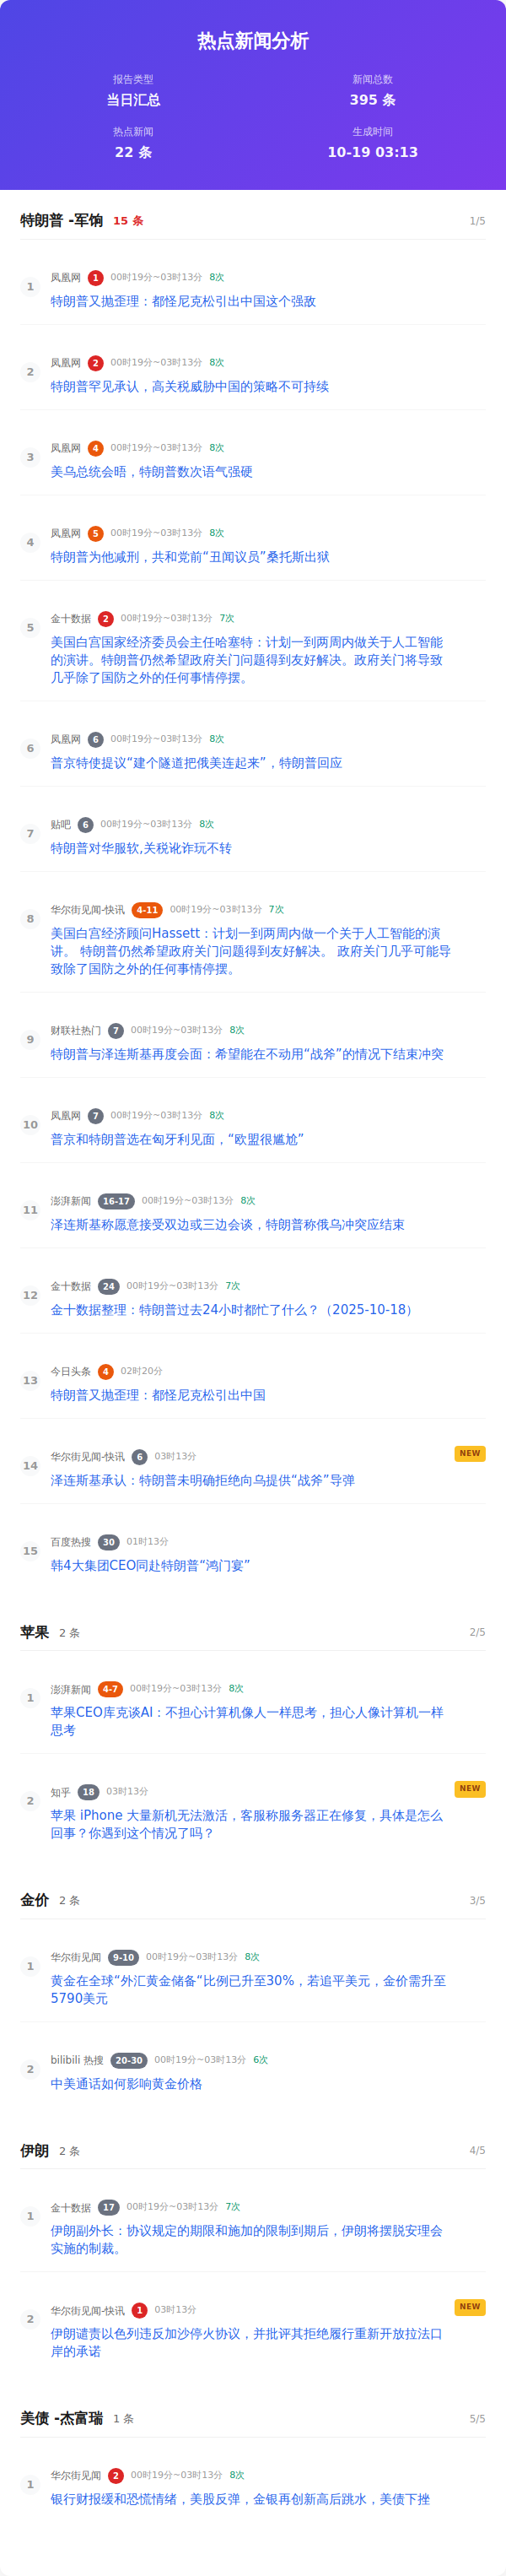 热点新闻分析
报告类型
新闻总数
当日汇总
395 条
热点新闻
生成时间
22 条
10-19 03:13
特朗普 -军饷 15 条 1/5
1 凤凰网 1 00时19分~03时13分 8次
特朗普又抛歪理：都怪尼克松引出中国这个强敌
2 凤凰网 2 00时19分~03时13分 8次
特朗普罕见承认，高关税威胁中国的策略不可持续
3 凤凰网 4 00时19分~03时13分 8次
美乌总统会晤，特朗普数次语气强硬
4 凤凰网 5 00时19分~03时13分 8次
特朗普为他减刑，共和党前“丑闻议员”桑托斯出狱
5 金十数据 2 00时19分~03时13分 7次
美国白宫国家经济委员会主任哈塞特：计划一到两周内做关于人工智能
的演讲。特朗普仍然希望政府关门问题得到友好解决。政府关门将导致
几乎除了国防之外的任何事情停摆。
6 凤凰网 6 00时19分~03时13分 8次
普京特使提议“建个隧道把俄美连起来”，特朗普回应
7 贴吧 6 00时19分~03时13分 8次
特朗普对华服软,关税讹诈玩不转
8 华尔街见闻-快讯 4-11 00时19分~03时13分 7次
美国白宫经济顾问Hassett：计划一到两周内做一个关于人工智能的演
讲。 特朗普仍然希望政府关门问题得到友好解决。 政府关门几乎可能导
致除了国防之外的任何事情停摆。
9 财联社热门 7 00时19分~03时13分 8次
特朗普与泽连斯基再度会面：希望能在不动用“战斧”的情况下结束冲突
10 凤凰网 7 00时19分~03时13分 8次
普京和特朗普选在匈牙利见面，“欧盟很尴尬”
11 澎湃新闻 16-17 00时19分~03时13分 8次
泽连斯基称愿意接受双边或三边会谈，特朗普称俄乌冲突应结束
12 金十数据 24 00时19分~03时13分 7次
金十数据整理：特朗普过去24小时都忙了什么？（2025-10-18）
13 今日头条 4 02时20分
特朗普又抛歪理：都怪尼克松引出中国
14 华尔街见闻-快讯 6 03时13分 NEW
泽连斯基承认：特朗普未明确拒绝向乌提供“战斧”导弹
15 百度热搜 30 01时13分
韩4大集团CEO同赴特朗普“鸿门宴”
苹果 2 条 2/5
1 澎湃新闻 4-7 00时19分~03时13分 8次
苹果CEO库克谈AI：不担心计算机像人一样思考，担心人像计算机一样
思考
2 知乎 18 03时13分 NEW
苹果 iPhone 大量新机无法激活，客服称服务器正在修复，具体是怎么
回事？你遇到这个情况了吗？
金价 2 条 3/5
1 华尔街见闻 9-10 00时19分~03时13分 8次
黄金在全球“外汇黄金储备“比例已升至30%，若追平美元，金价需升至
5790美元
2 bilibili 热搜 20-30 00时19分~03时13分 6次
中美通话如何影响黄金价格
伊朗 2 条 4/5
1 金十数据 17 00时19分~03时13分 7次
伊朗副外长：协议规定的期限和施加的限制到期后，伊朗将摆脱安理会
实施的制裁。
2 华尔街见闻-快讯 1 03时13分 NEW
伊朗谴责以色列违反加沙停火协议，并批评其拒绝履行重新开放拉法口
岸的承诺
美债 -杰富瑞 1 条 5/5
1 华尔街见闻 2 00时19分~03时13分 8次
银行财报缓和恐慌情绪，美股反弹，金银再创新高后跳水，美债下挫